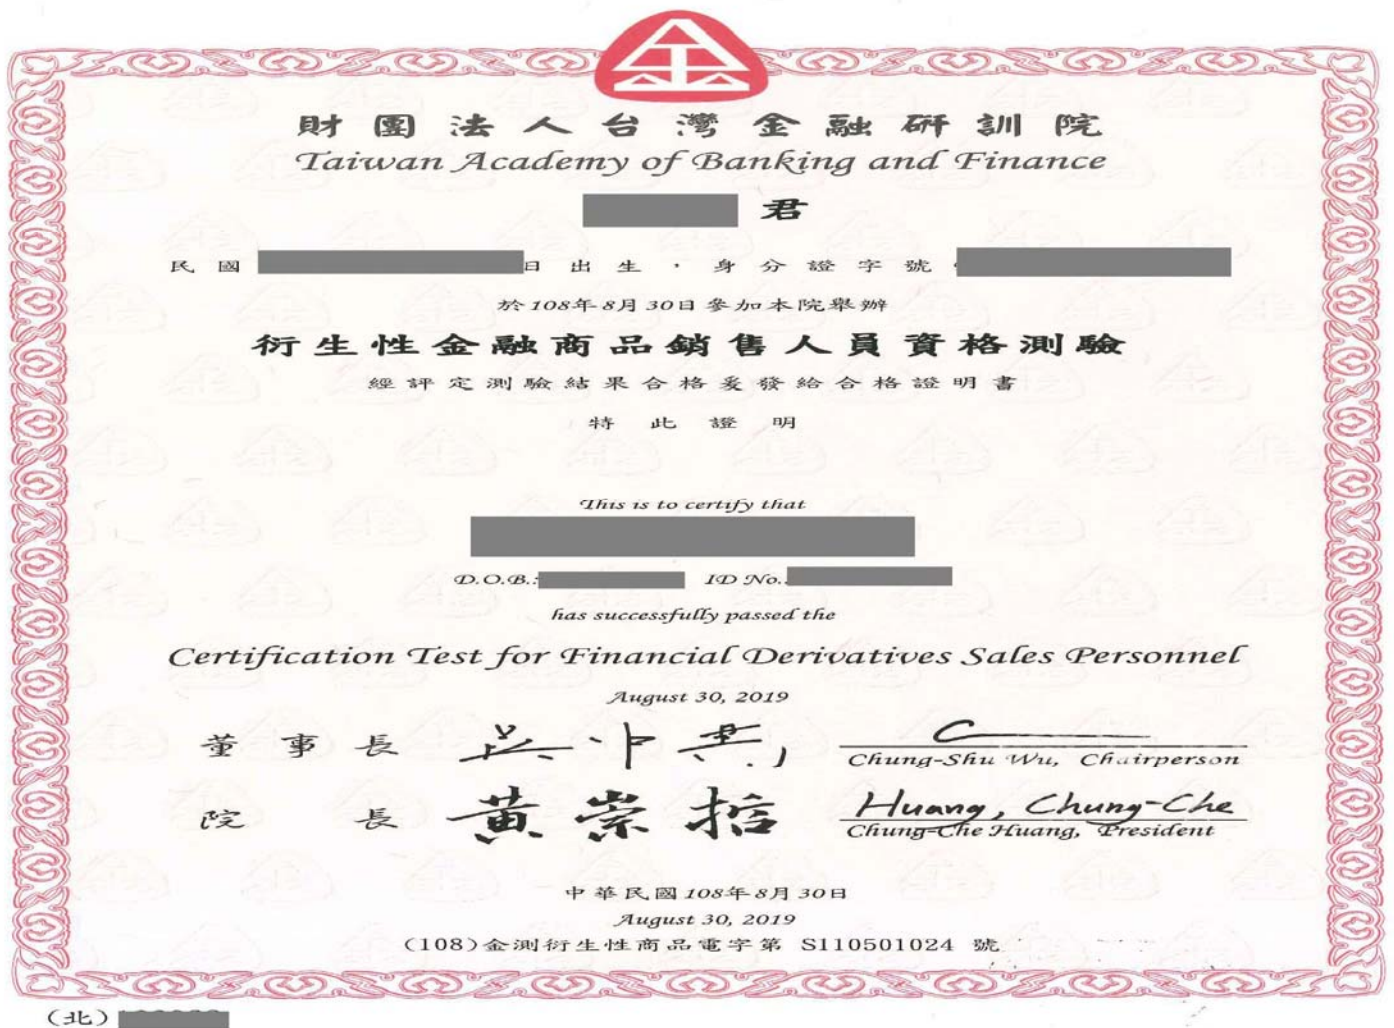 金
財團法人台灣金融研訓院
Taiwan Academy of Banking and Finance
君
民國 日出生，身分證字號
於108年8月30日參加本院舉辦
衍生性金融商品銷售人員資格測驗
經評定測驗結果合格爰發給合格證明書
特此證明
This is to certify that
D.O.B.: ID No.
has successfully passed the
Certification Test for Financial Derivatives Sales Personnel
August 30, 2019
董事長 吳中書 Chung-Shu Wu, Chairperson
Huang, Chung-Che
院長 黃崇哲 Chung-Che Huang, President
中華民國108年8月30日
August 30, 2019
(108)金測衍生性商品電字第 S110501024 號
(北)